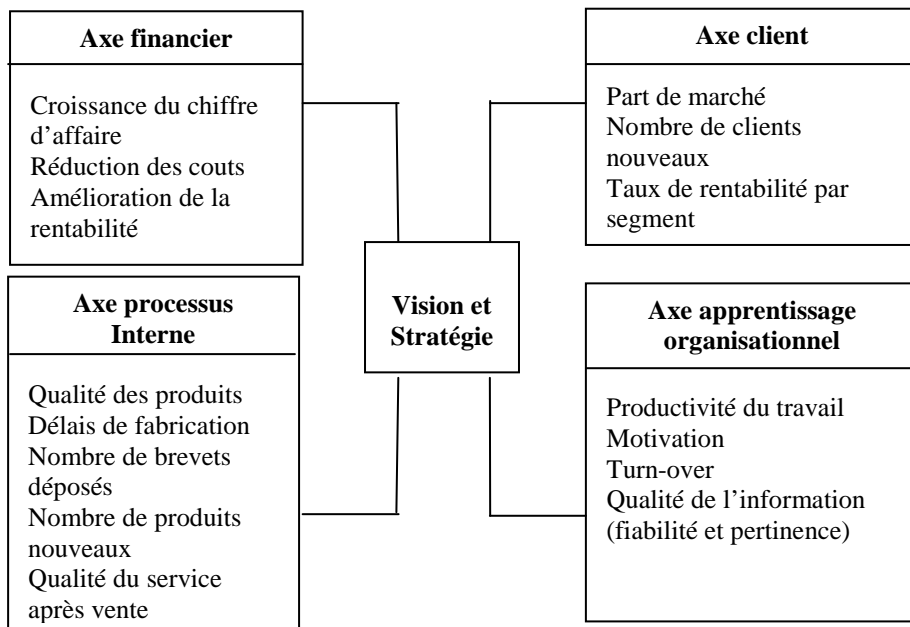 Axe financier
Croissance du chiffre
d’affaire
Réduction des couts
Amélioration de la
rentabilité
Axe client
Part de marché
Nombre de clients
nouveaux
Taux de rentabilité par
segment
Vision et
Stratégie
Axe processus
Interne
Qualité des produits
Délais de fabrication
Nombre de brevets
déposés
Nombre de produits
nouveaux
Qualité du service
après vente
Axe apprentissage
organisationnel
Productivité du travail
Motivation
Turn-over
Qualité de l’information
(fiabilité et pertinence)